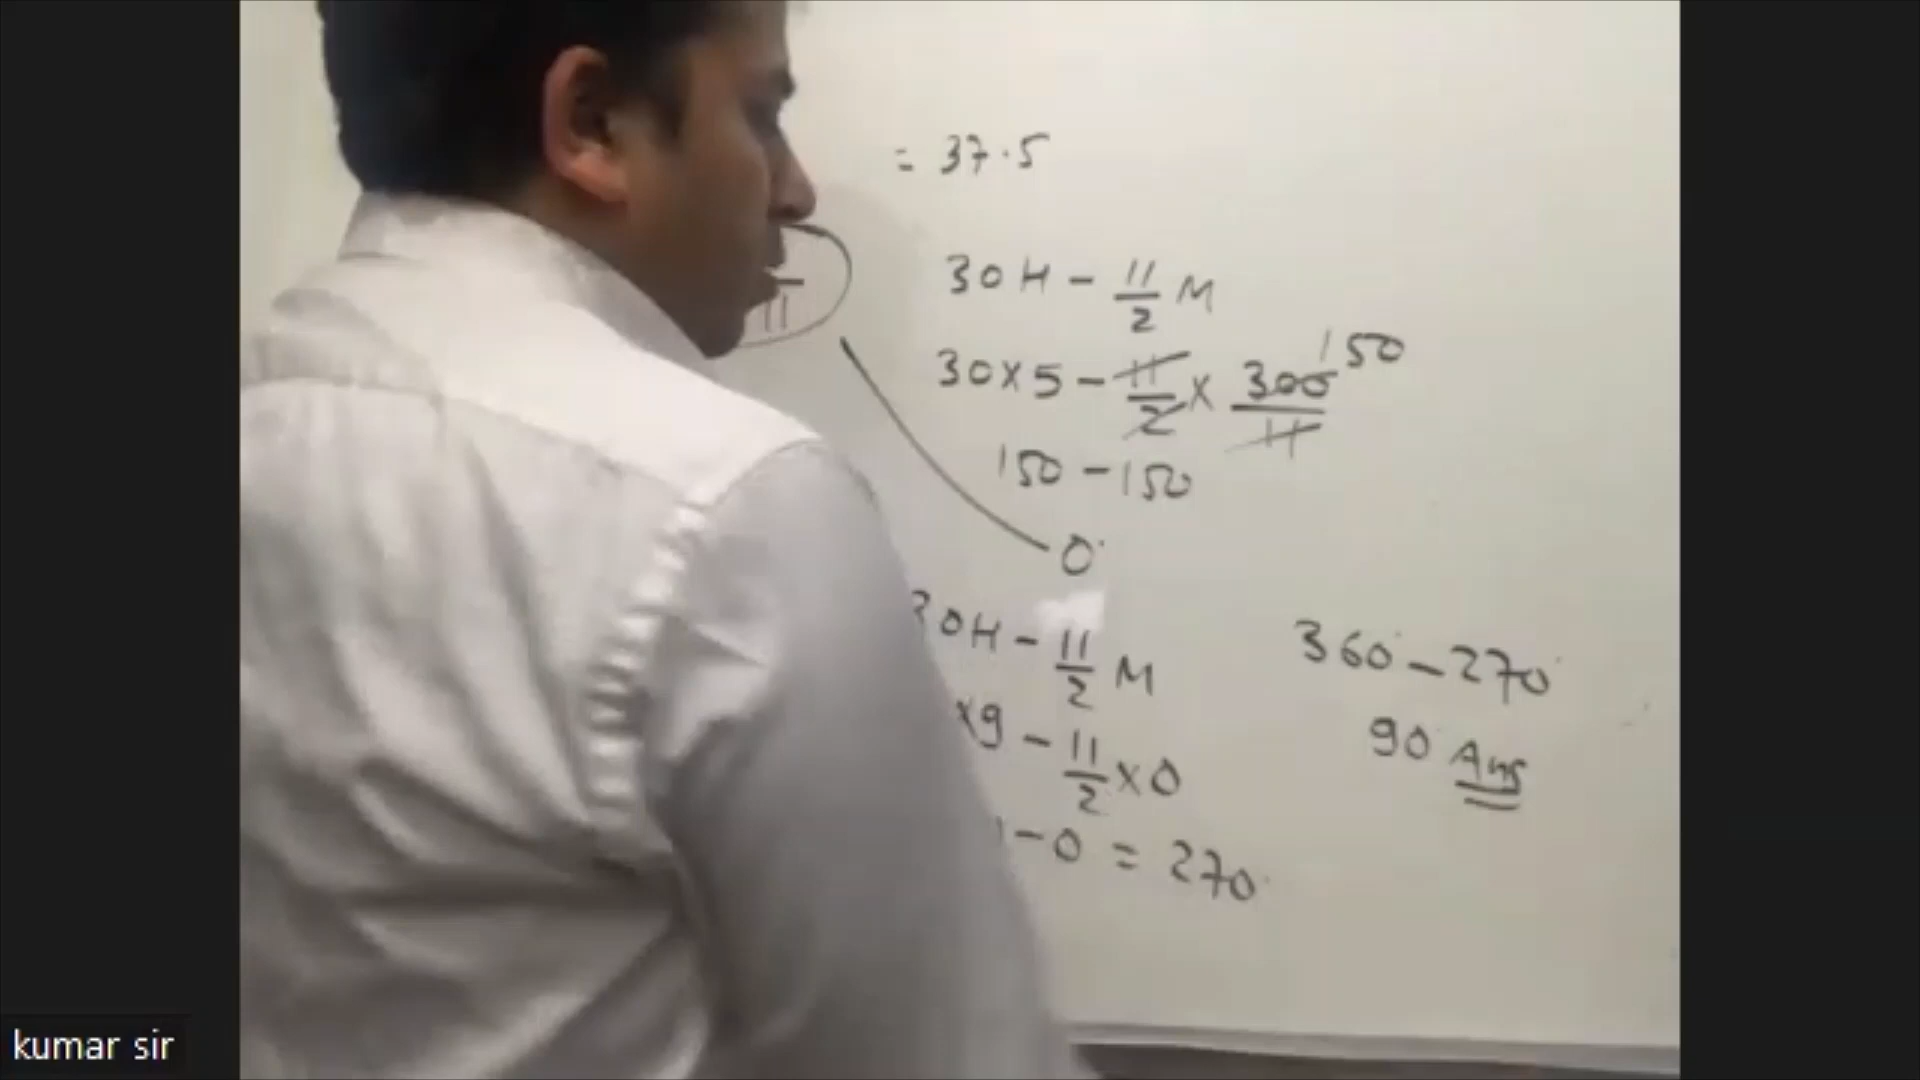 = 37.5
11
30H - 11/2 M
30×5 - 11/2 × 300/11 150
150 - 150
0°
30H - 11/2 M
×9 - 11/2 ×0
- 0 = 270°
360° - 270°
90° Ans
kumar sir